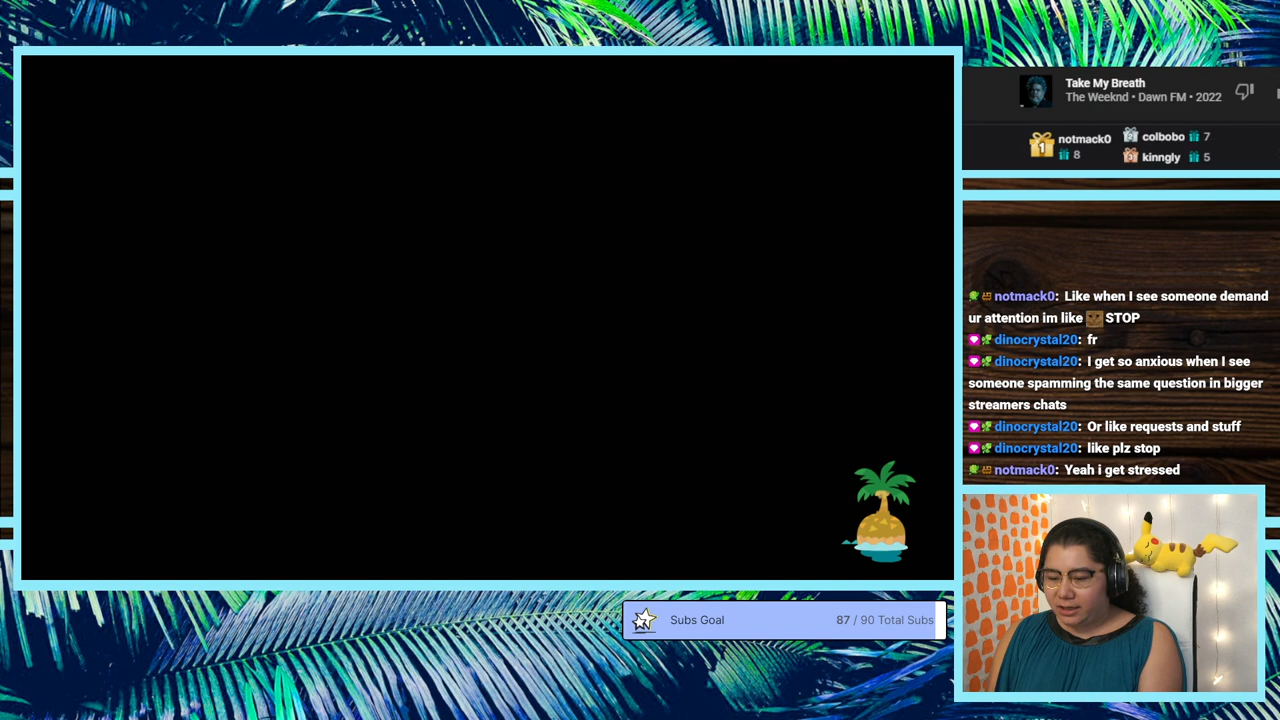 Take My Breath
The Weeknd • Dawn FM • 2022
1 notmack0
8
2 colbobo 7
3 kinngly 5
notmack0: Like when I see someone demand
ur attention im like STOP
dinocrystal20: fr
dinocrystal20: I get so anxious when I see
someone spamming the same question in bigger
streamers chats
dinocrystal20: Or like requests and stuff
dinocrystal20: like plz stop
notmack0: Yeah i get stressed
Subs Goal 87 / 90 Total Subs